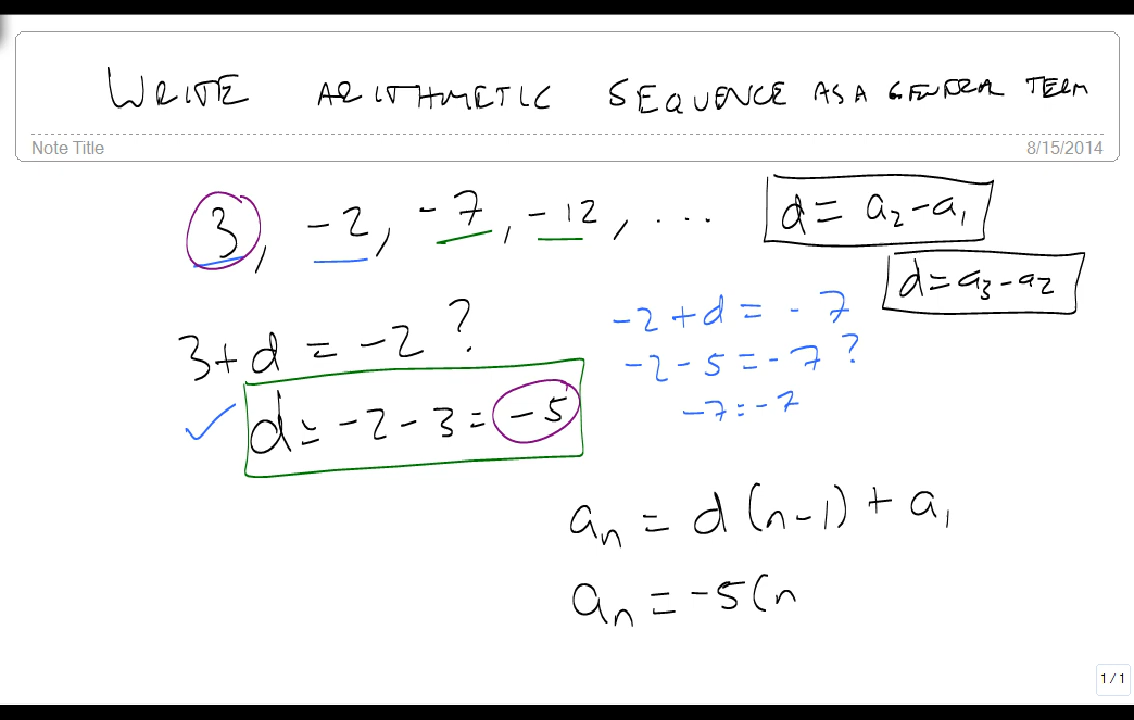 WRITE ARITHMETIC SEQUENCE AS A GENERAL TERM
Note Title
8/15/2014
3, -2, -7, -12, ...
d = a₂ - a₁
d = a₃ - a₂
3 + d = -2 ?
-2 + d = -7
-2 - 5 = -7 ?
-7 = -7
✓ d = -2 - 3 = -5
aₙ = d (n - 1) + a₁
aₙ = -5 (n
1 / 1